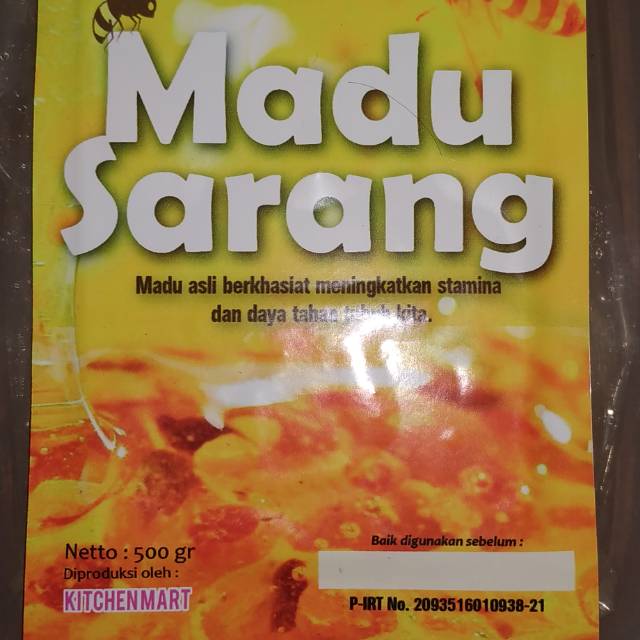 Madu
Sarang
Madu asli berkhasiat meningkatkan stamina
dan daya tahan tubuh kita.
Netto : 500 gr
Diproduksi oleh :
KITCHENMART
Baik digunakan sebelum :
P-IRT No. 2093516010938-21